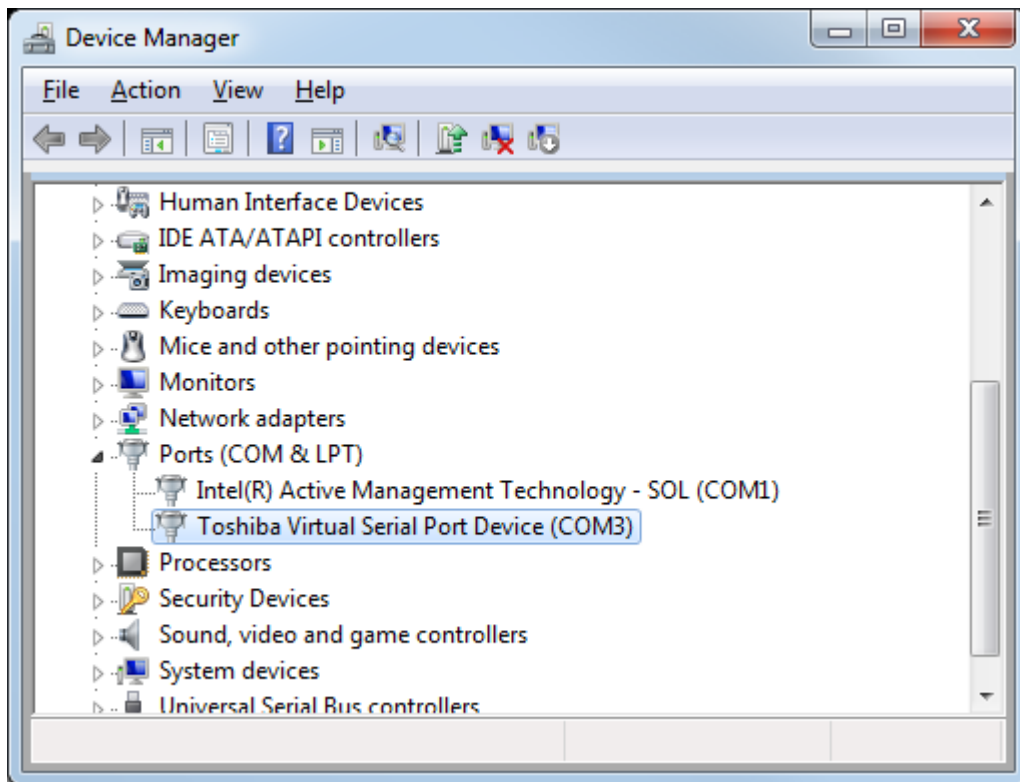 Device Manager
File Action View Help
Human Interface Devices
IDE ATA/ATAPI controllers
Imaging devices
Keyboards
Mice and other pointing devices
Monitors
Network adapters
Ports (COM & LPT)
Intel(R) Active Management Technology - SOL (COM1)
Toshiba Virtual Serial Port Device (COM3)
Processors
Security Devices
Sound, video and game controllers
System devices
Universal Serial Bus controllers